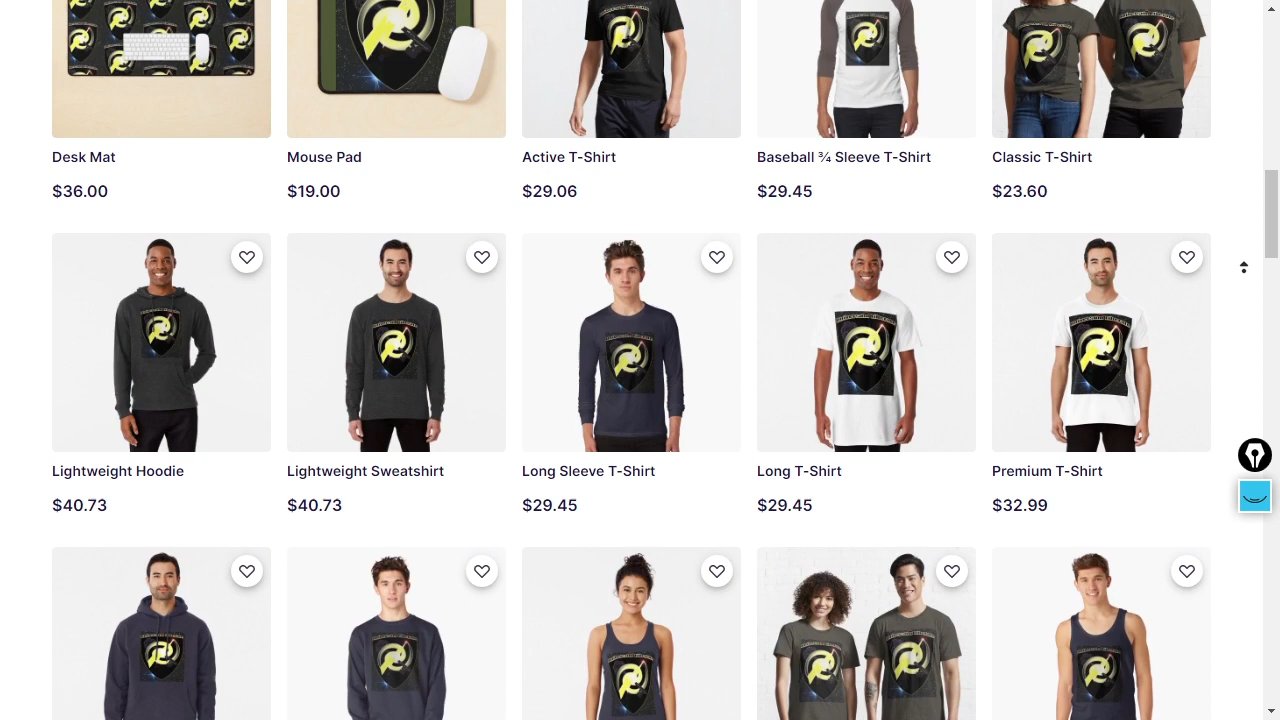 Desk Mat
Mouse Pad
Active T-Shirt
Baseball ¾ Sleeve T-Shirt
Classic T-Shirt
$36.00
$19.00
$29.06
$29.45
$23.60
Lightweight Hoodie
Lightweight Sweatshirt
Long Sleeve T-Shirt
Long T-Shirt
Premium T-Shirt
$40.73
$40.73
$29.45
$29.45
$32.99